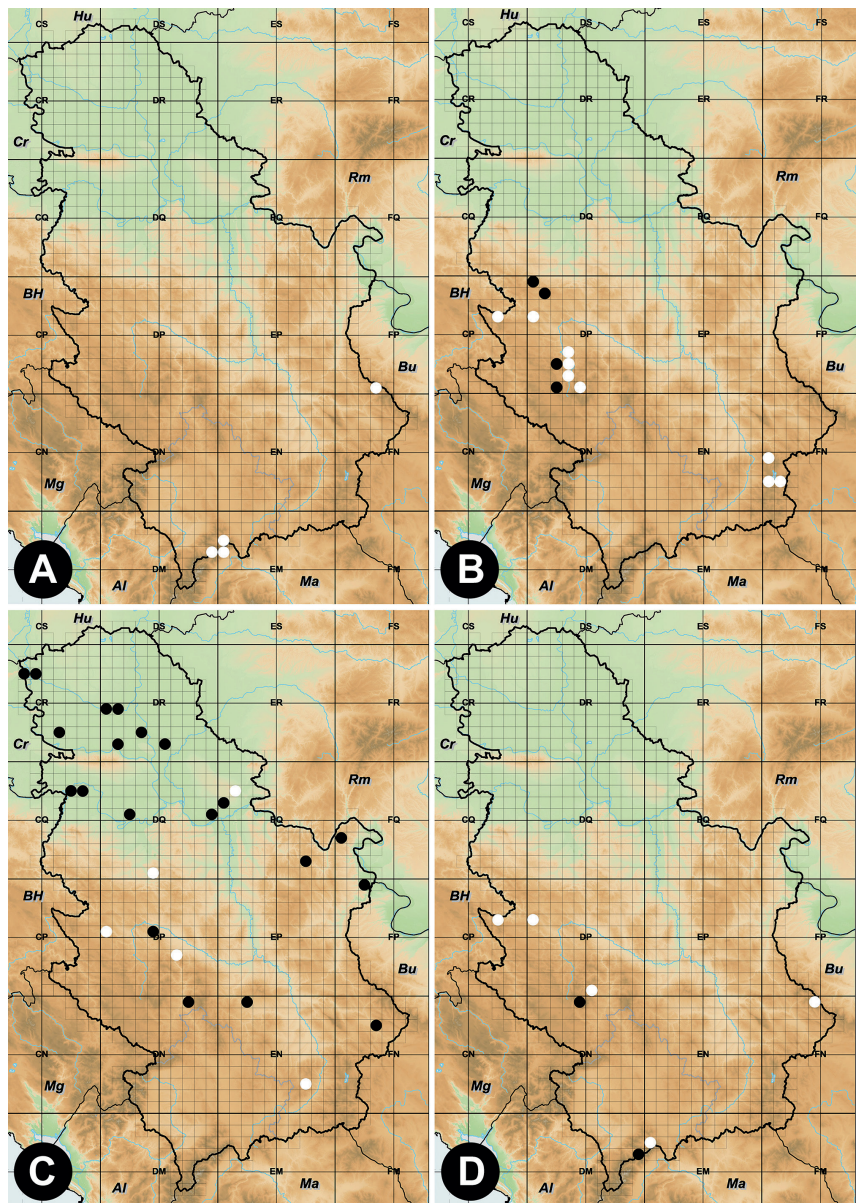 Hu
CS DS ES FS
CR DR ER FR
Cr
Rm
CQ DQ EQ FQ
BH
CP DP EP
Bu
CN DN EN FN
Mg
DM EM FM
A
Al Ma
Hu
CS DS ES FS
CR DR ER FR
Cr
Rm
CQ DQ EQ FQ
BH
CP DP EP
Bu
CN DN EN FN
Mg
DM EM FM
B
Al Ma
Hu
CS DS ES FS
CR DR ER FR
Cr
Rm
CQ DQ EQ FQ
BH
CP DP EP
Bu
CN DN EN FN
Mg
DM EM FM
C
Al Ma
Hu
CS DS ES FS
CR DR ER FR
Cr
Rm
CQ DQ EQ FQ
BH
CP DP EP
Bu
CN DN EN FN
Mg
DM EM FM
D
Al Ma